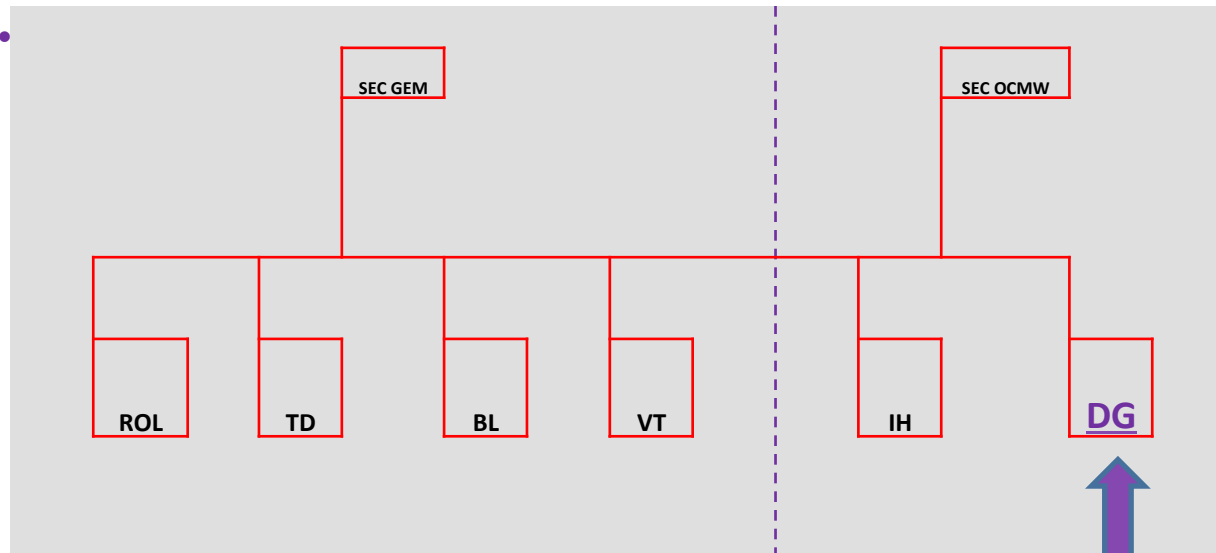 SEC GEM
SEC OCMW
ROL
TD
BL
VT
IH
DG